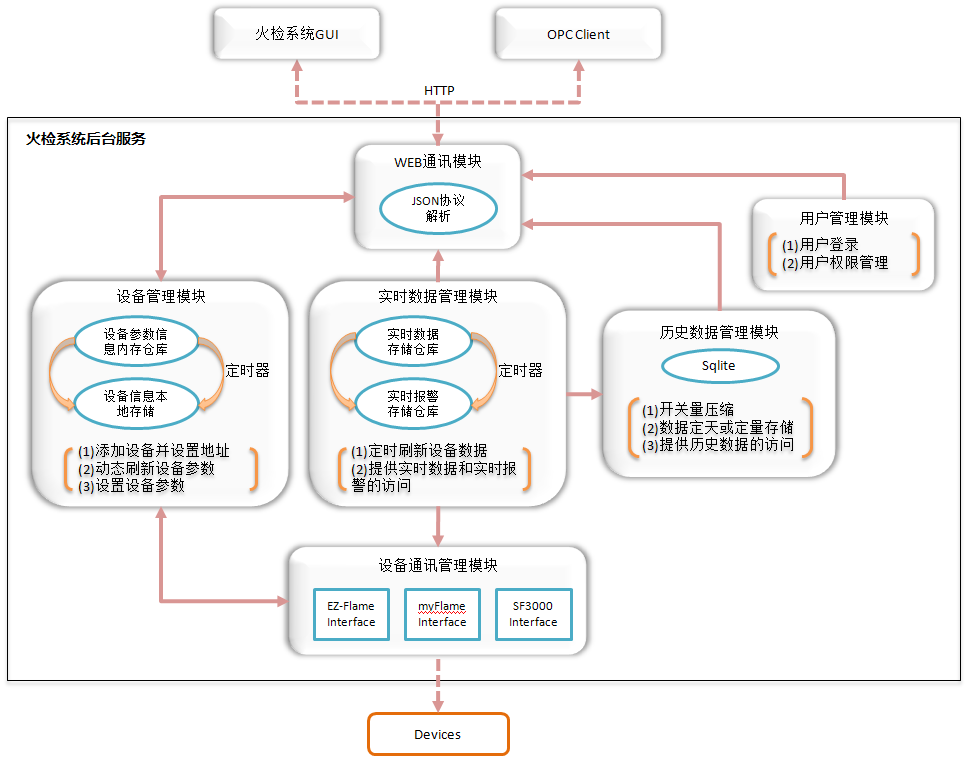 火检系统GUI
OPC Client
HTTP
火检系统后台服务
WEB通讯模块
JSON协议
解析
用户管理模块
(1)用户登录
(2)用户权限管理
设备管理模块
设备参数信
息内存仓库
定时器
设备信息本
地存储
(1)添加设备并设置地址
(2)动态刷新设备参数
(3)设置设备参数
实时数据管理模块
实时数据
存储仓库
定时器
实时报警
存储仓库
(1)定时刷新设备数据
(2)提供实时数据和实时报
警的访问
历史数据管理模块
Sqlite
(1)开关量压缩
(2)数据定天或定量存储
(3)提供历史数据的访问
设备通讯管理模块
EZ-Flame
Interface
myFlame
Interface
SF3000
Interface
Devices